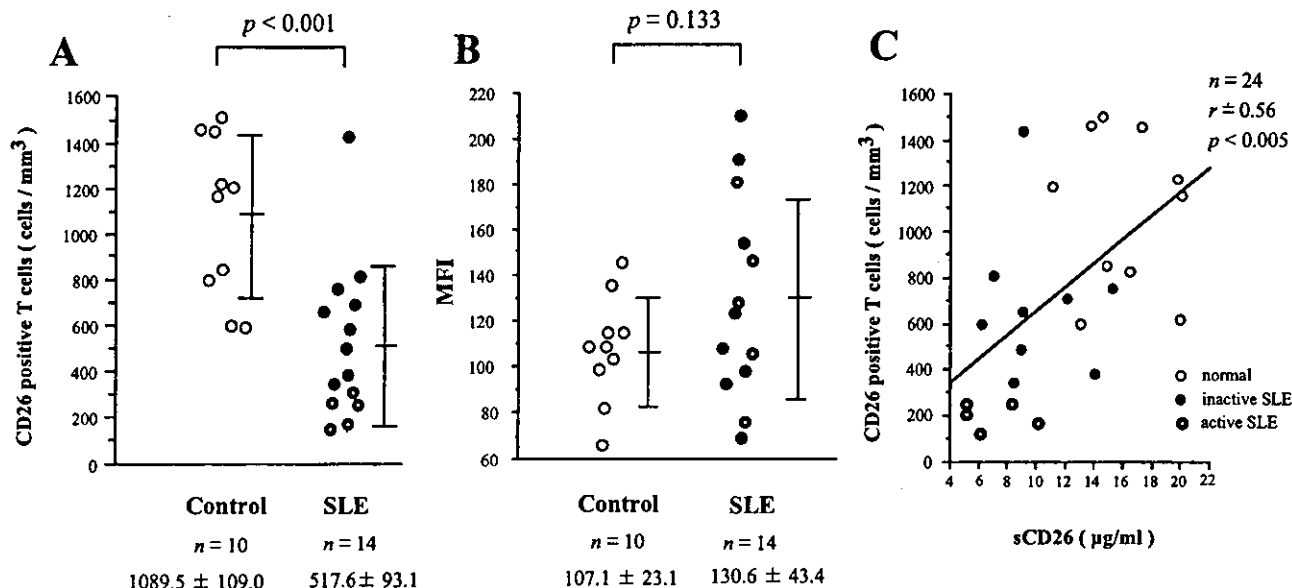 A
p < 0.001
CD26 positive T cells ( cells / mm³ )
1600
1400
1200
1000
800
600
400
200
0
Control
SLE
n = 10
n = 14
1089.5 ± 109.0
517.6 ± 93.1
B
p = 0.133
MFI
220
200
180
160
140
120
100
80
60
Control
SLE
n = 10
n = 14
107.1 ± 23.1
130.6 ± 43.4
C
n = 24
r ± 0.56
p < 0.005
CD26 positive T cells ( cells / mm³ )
1600
1400
1200
1000
800
600
400
200
0
normal
inactive SLE
active SLE
4 6 8 10 12 14 16 18 20 22
sCD26 ( µg/ml )